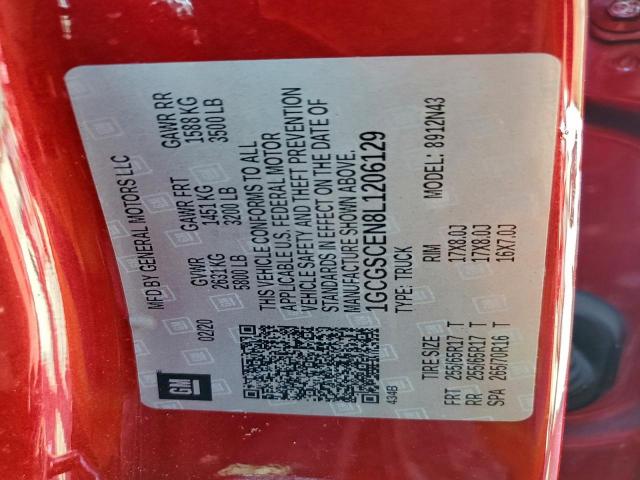 GM
MFD BY GENERAL MOTORS LLC
02/20 GVWR GAWR FRT GAWR RR
2631 KG 1451 KG 1588 KG
5800 LB 3200 LB 3500 LB
THIS VEHICLE CONFORMS TO ALL
APPLICABLE U.S. FEDERAL MOTOR
VEHICLE SAFETY AND THEFT PREVENTION
STANDARDS IN EFFECT ON THE DATE OF
MANUFACTURE SHOWN ABOVE.
1GCGSCEN8L1206129
434B TYPE: TRUCK MODEL: 8912N43
TIRE SIZE RIM
FRT 255/65R17 T 17X8.0J
RR 255/65R17 T 17X8.0J
SPA 265/70R16 T 16X7.0J